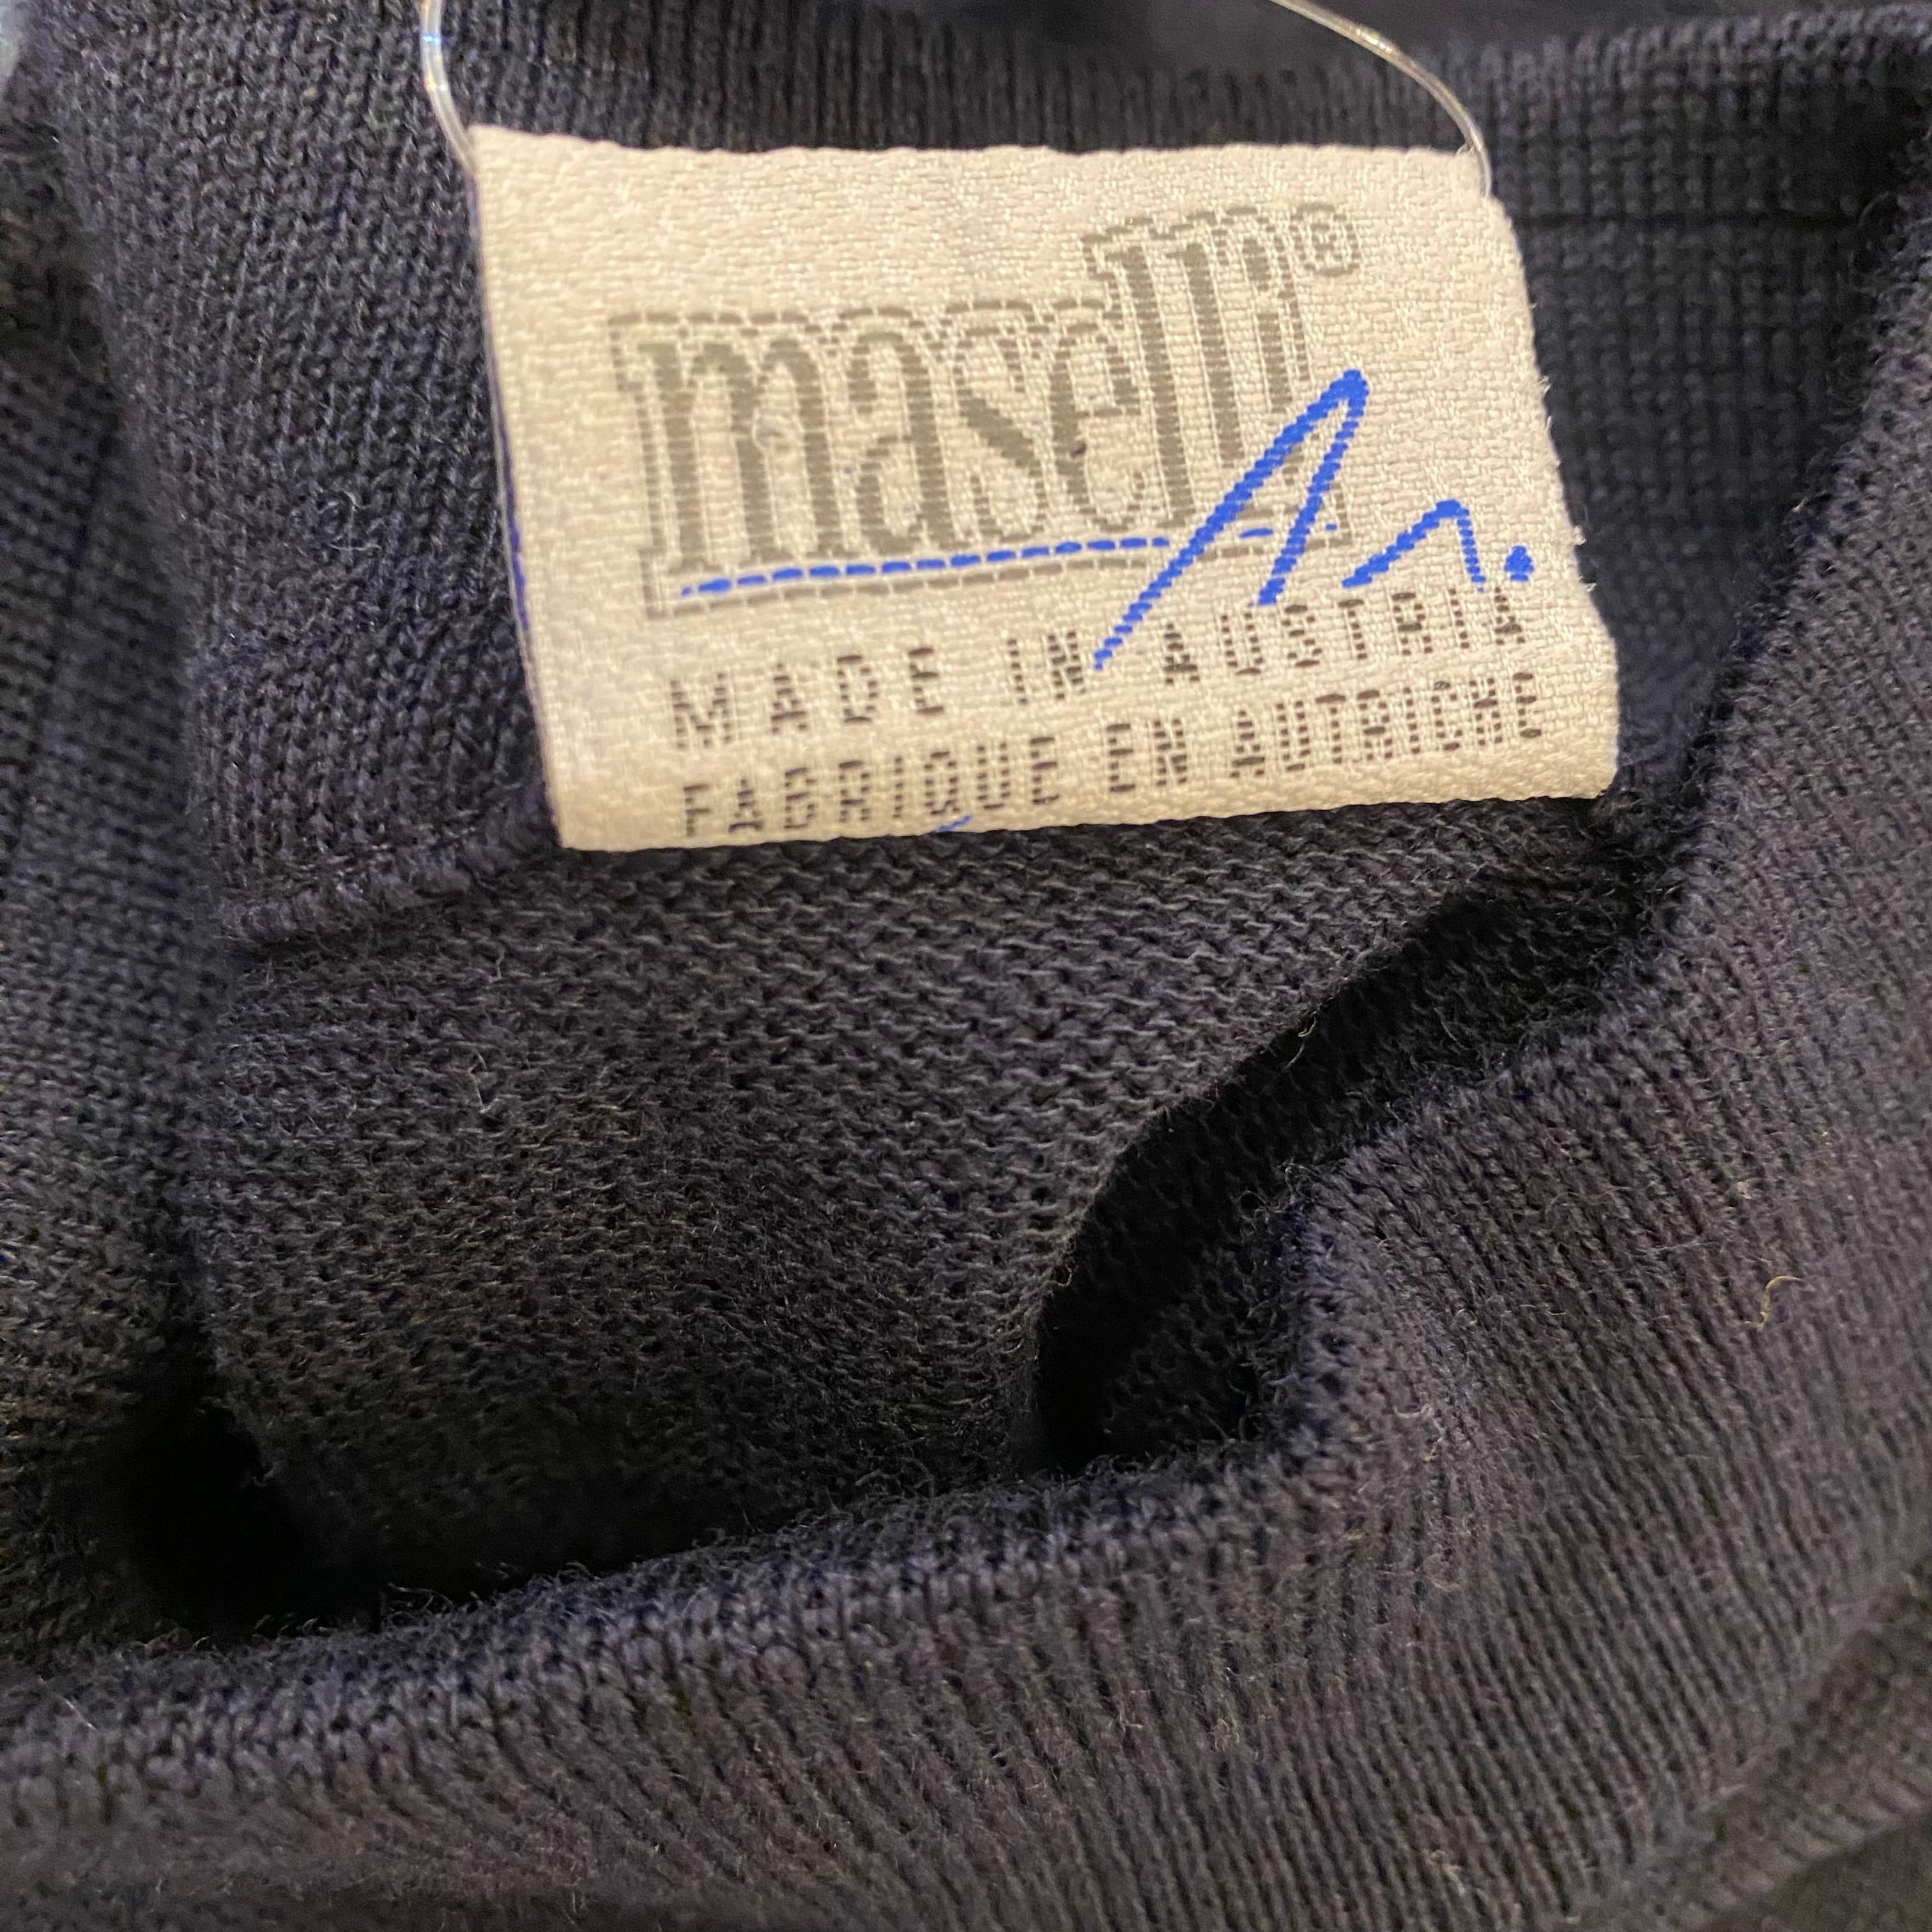 maselli®
MADE IN AUSTRIA
FABRIQUE EN AUTRICHE